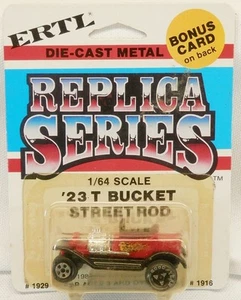 ERTL
DIE-CAST METAL
BONUS
CARD
on back
REPLICA
SERIES
TM
1/64 SCALE
'23 T BUCKET
STREET ROD
# 1929
# 1916